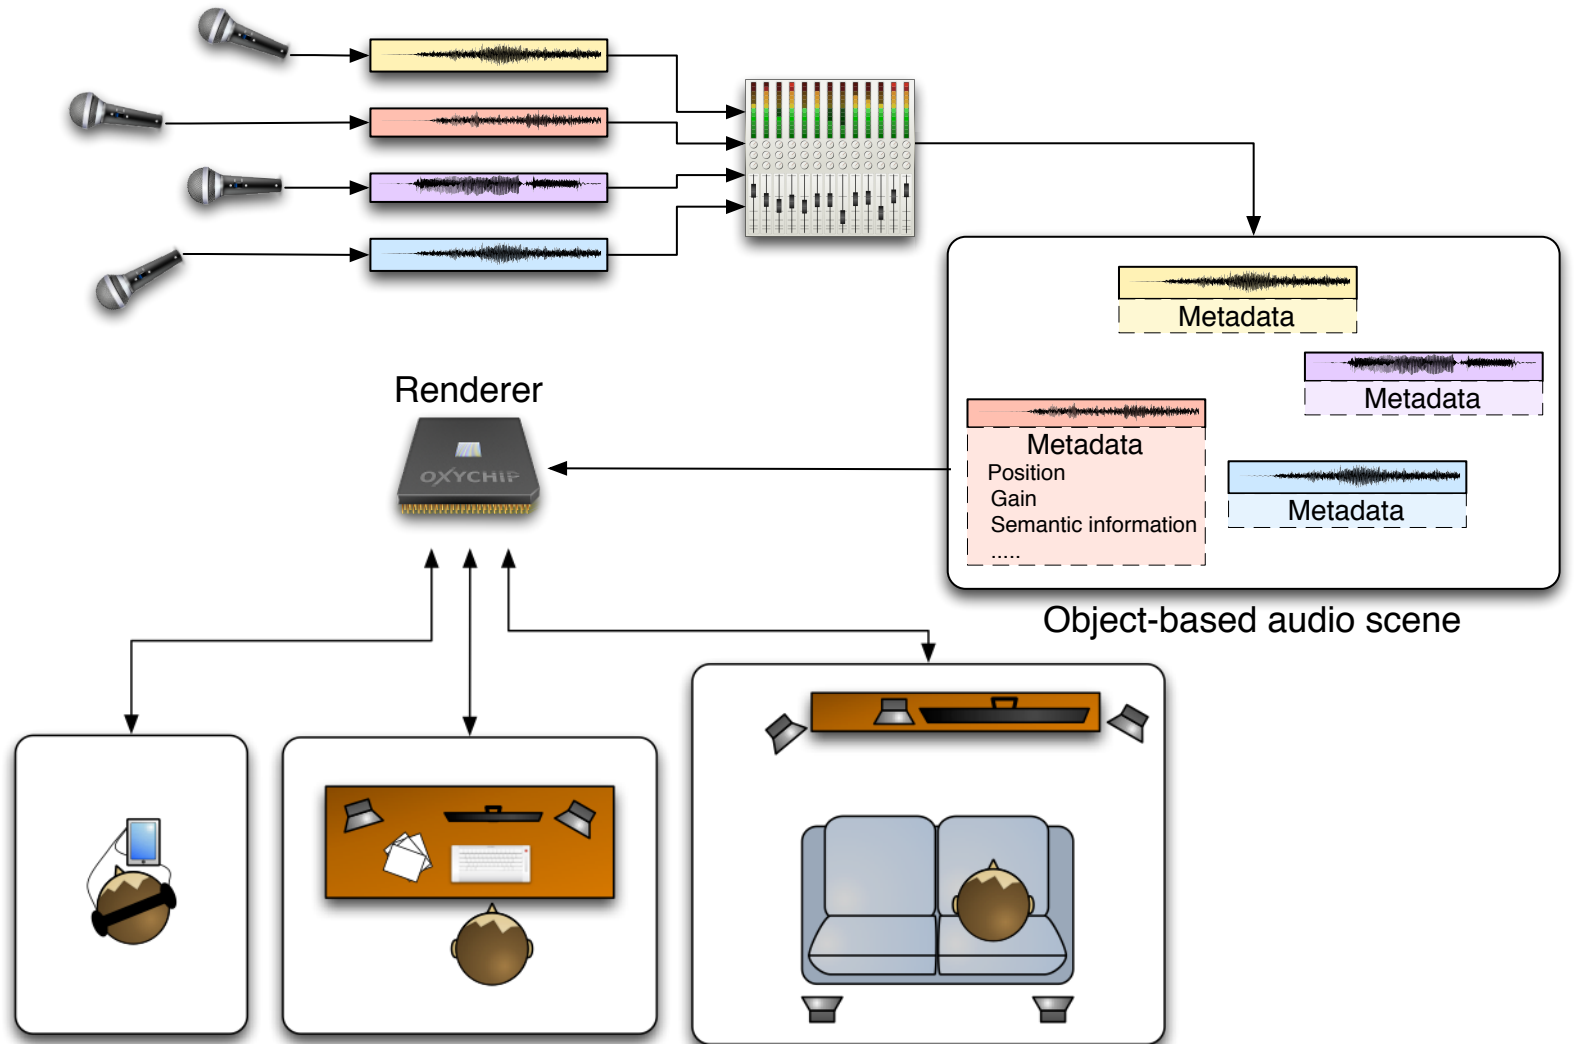 Metadata
Metadata
Renderer
OXYCHIP
Metadata
Position
Gain
Semantic information
.....
Metadata
Object-based audio scene